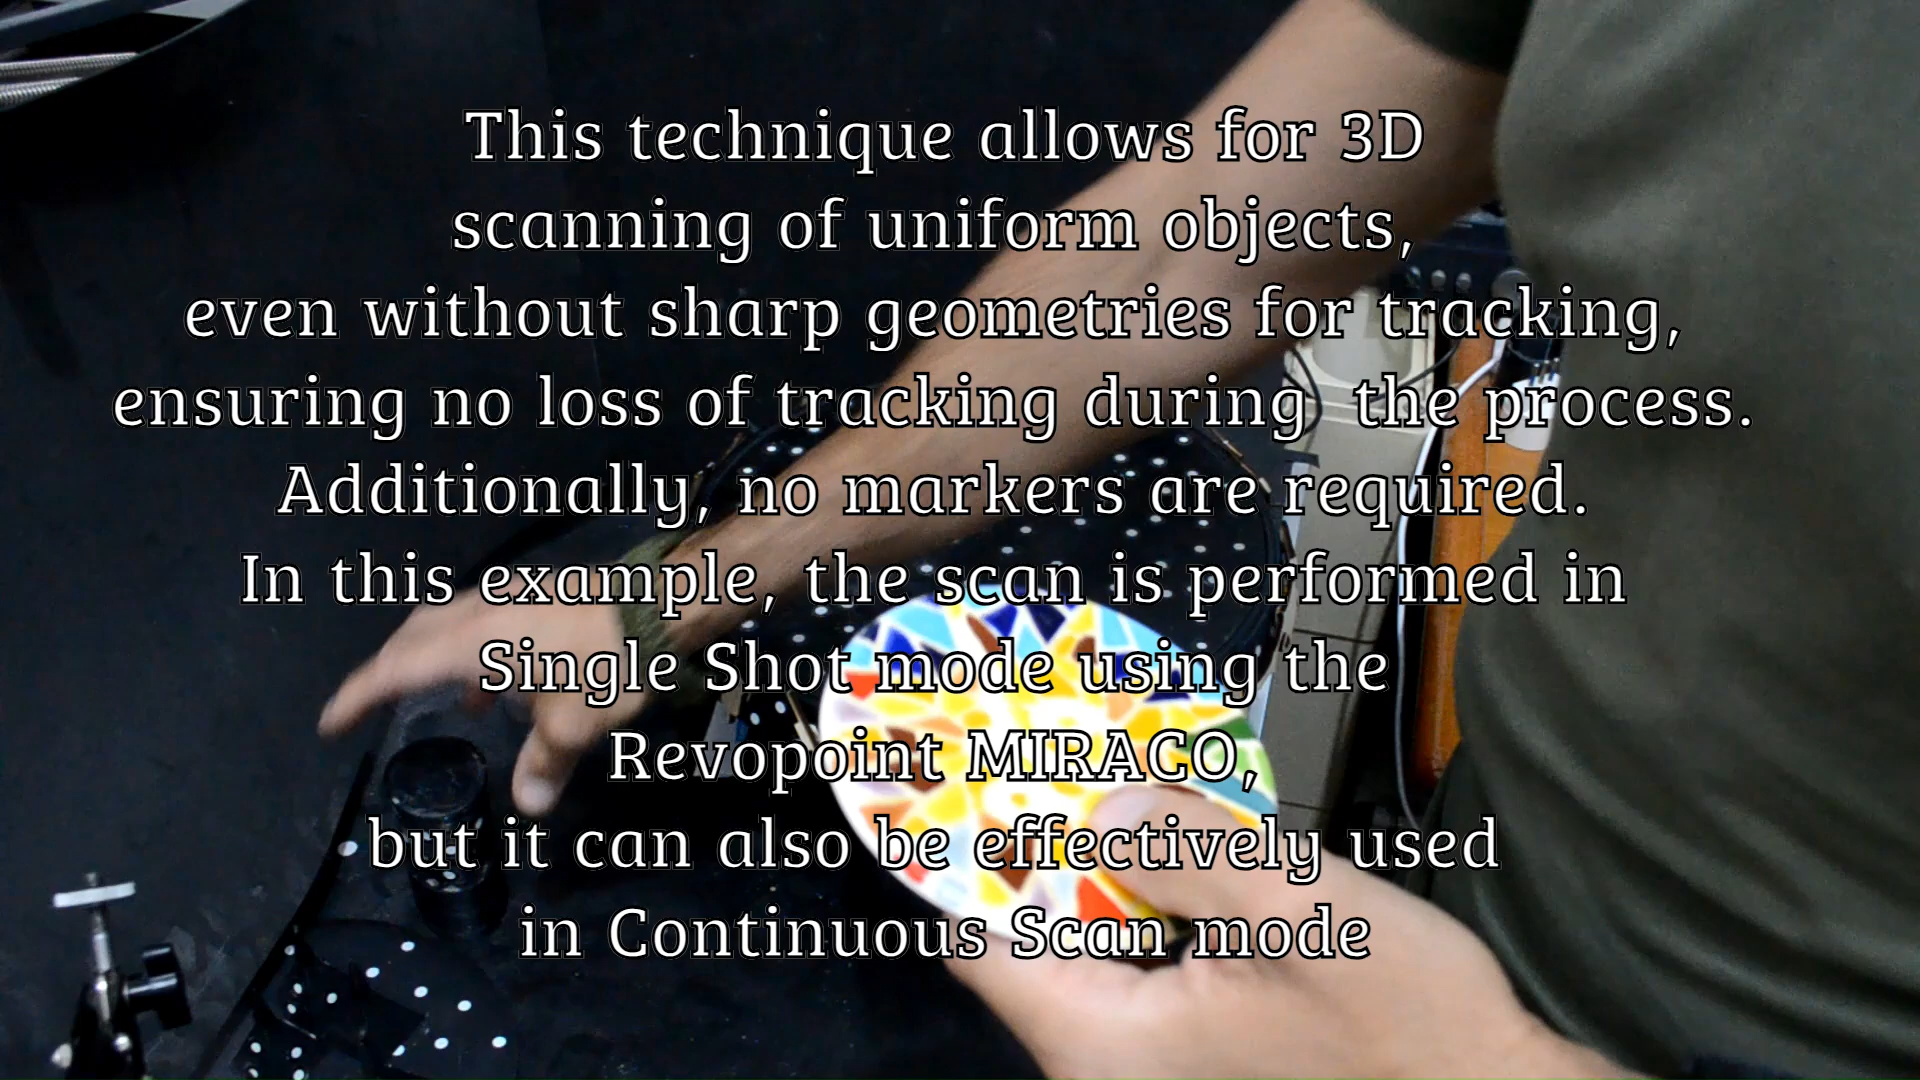 This technique allows for 3D
scanning of uniform objects,
even without sharp geometries for tracking,
ensuring no loss of tracking during  the process.
Additionally, no markers are required.
In this example, the scan is performed in
Single Shot mode using the
Revopoint MIRACO,
but it can also be effectively used
in Continuous Scan mode